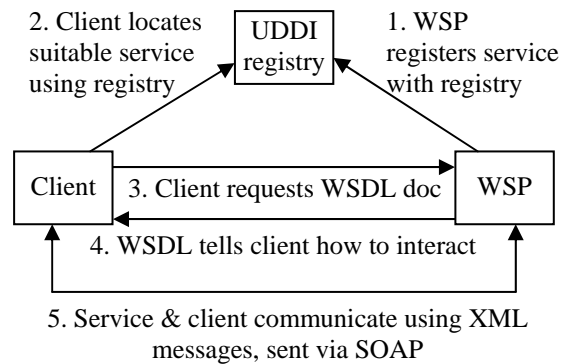 2. Client locates
suitable service
using registry
UDDI
registry
1. WSP
registers service
with registry
Client
3. Client requests WSDL doc
WSP
4. WSDL tells client how to interact
5. Service & client communicate using XML
messages, sent via SOAP